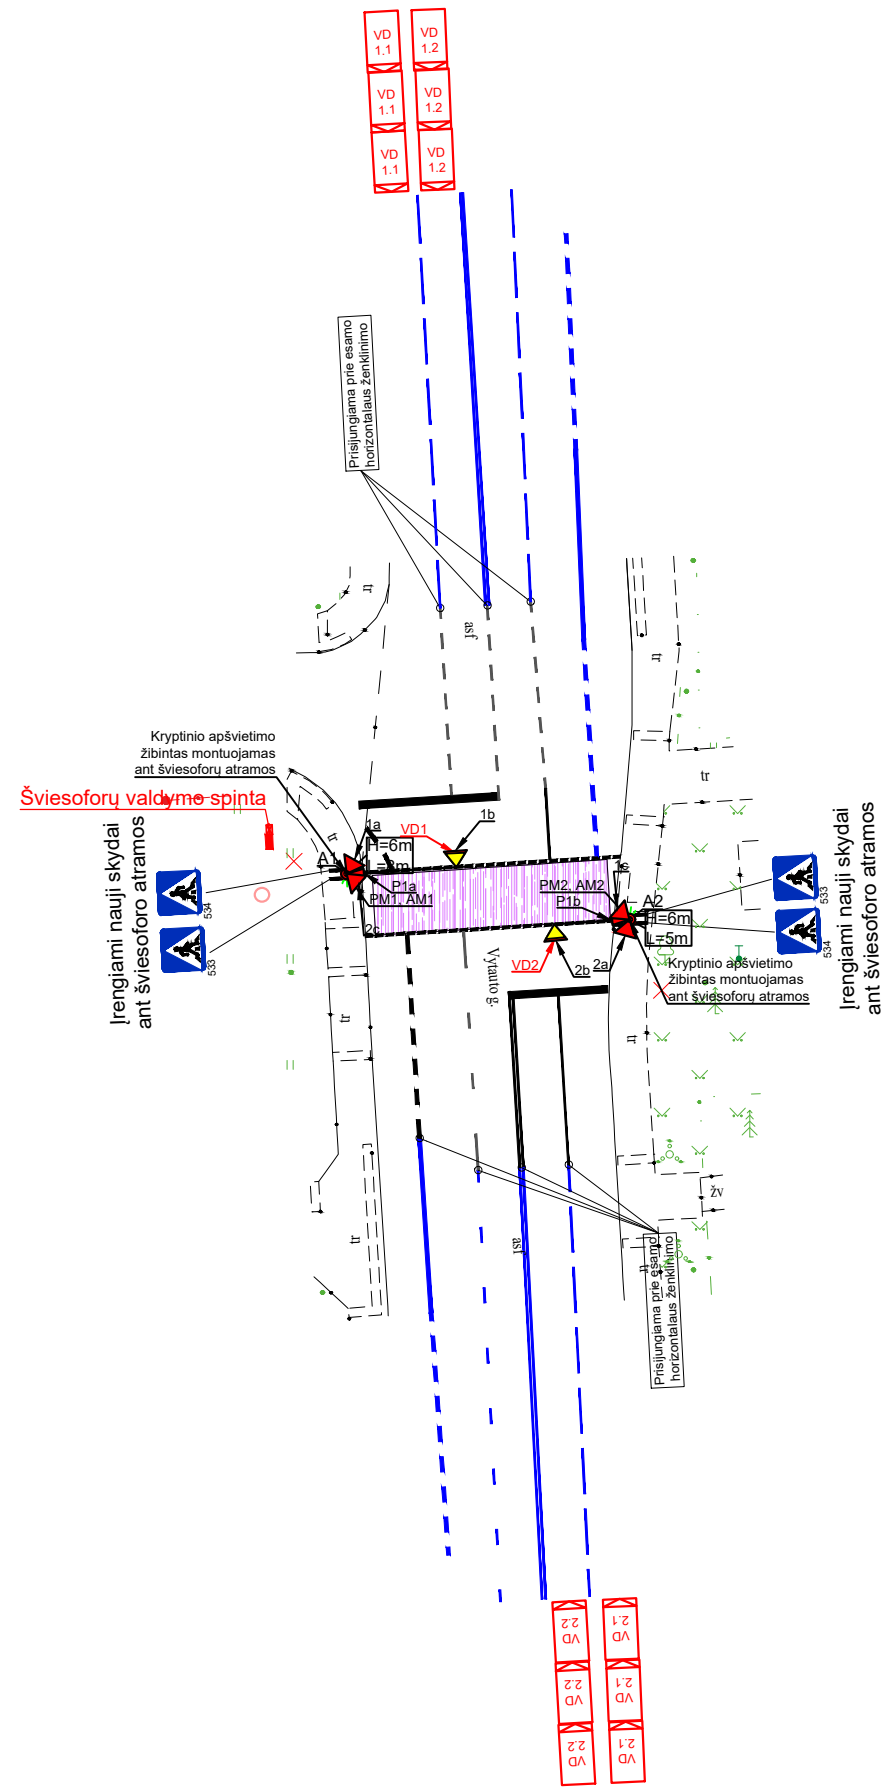 VD
1.1
VD
1.2
VD
1.1
VD
1.2
VD
1.1
VD
1.2
Prisijungiama prie esamo
horizontalaus ženklinimo
tr
asf
tr
Kryptinio apšvietimo
žibintas montuojamas
ant šviesoforų atramos
tr
Šviesoforų valdymo spinta
Įrengiami nauji skydai
ant šviesoforo atramos
534
533
tr
A1
1a
H=6m
L=3m
P1a
PM1, AM1
2c
VD1
1b
1c
PM2, AM2
P1b
A2
H=6m
L=5m
VD2
2b
2a
Vytauto g.
Kryptinio apšvietimo
žibintas montuojamas
ant šviesoforų atramos
533
534
Įrengiami nauji skydai
ant šviesoforo atramos
tr
tr
tr
žv
asf
tr
Prisijungiama prie esamo
horizontalaus ženklinimo
VD
2.2
VD
2.1
VD
2.2
VD
2.1
VD
2.2
VD
2.1